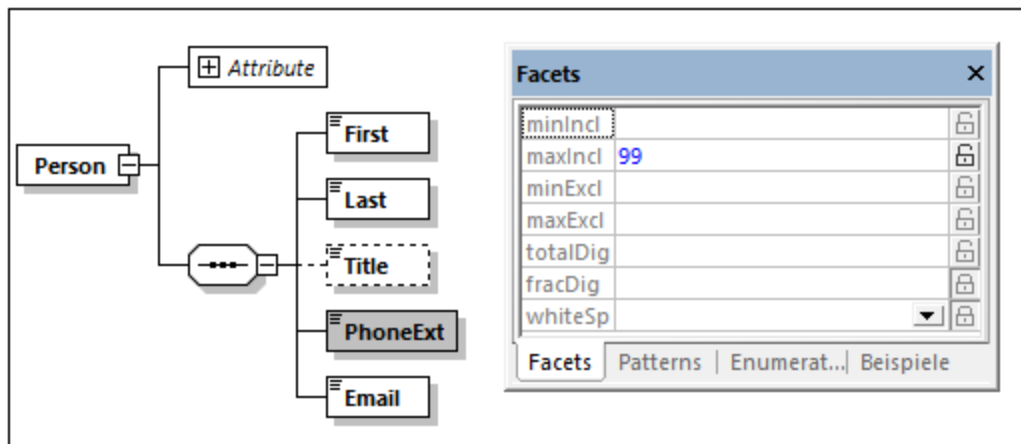 Attribute
Person
First
Last
Title
PhoneExt
Email
Facets
minIncl
maxIncl 99
minExcl
maxExcl
totalDig
fracDig
whiteSp
Facets Patterns Enumerat... Beispiele